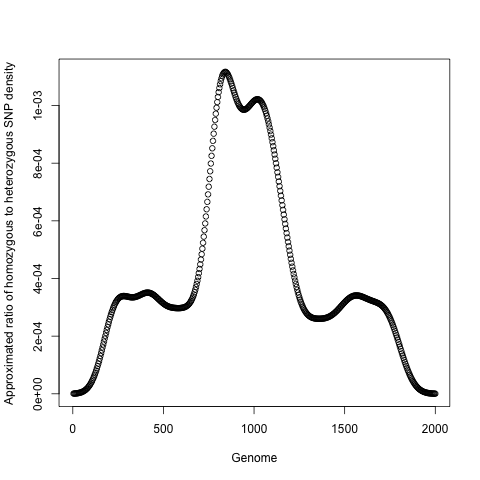 Approximated ratio of homozygous to heterozygous SNP density
1e-03
8e-04
6e-04
4e-04
2e-04
0e+00
0 500 1000 1500 2000
Genome